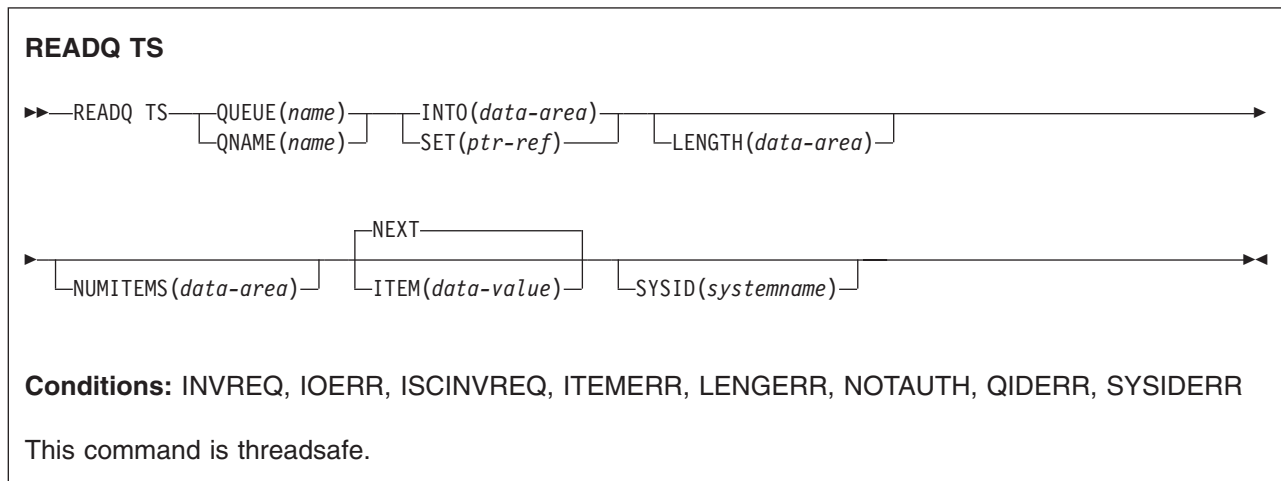 READQ TS
READQ TS QUEUE(name) INTO(data-area)
QNAME(name) SET(ptr-ref) LENGTH(data-area)
NEXT
NUMITEMS(data-area) ITEM(data-value) SYSID(systemname)
Conditions: INVREQ, IOERR, ISCINVREQ, ITEMERR, LENGERR, NOTAUTH, QIDERR, SYSIDERR
This command is threadsafe.